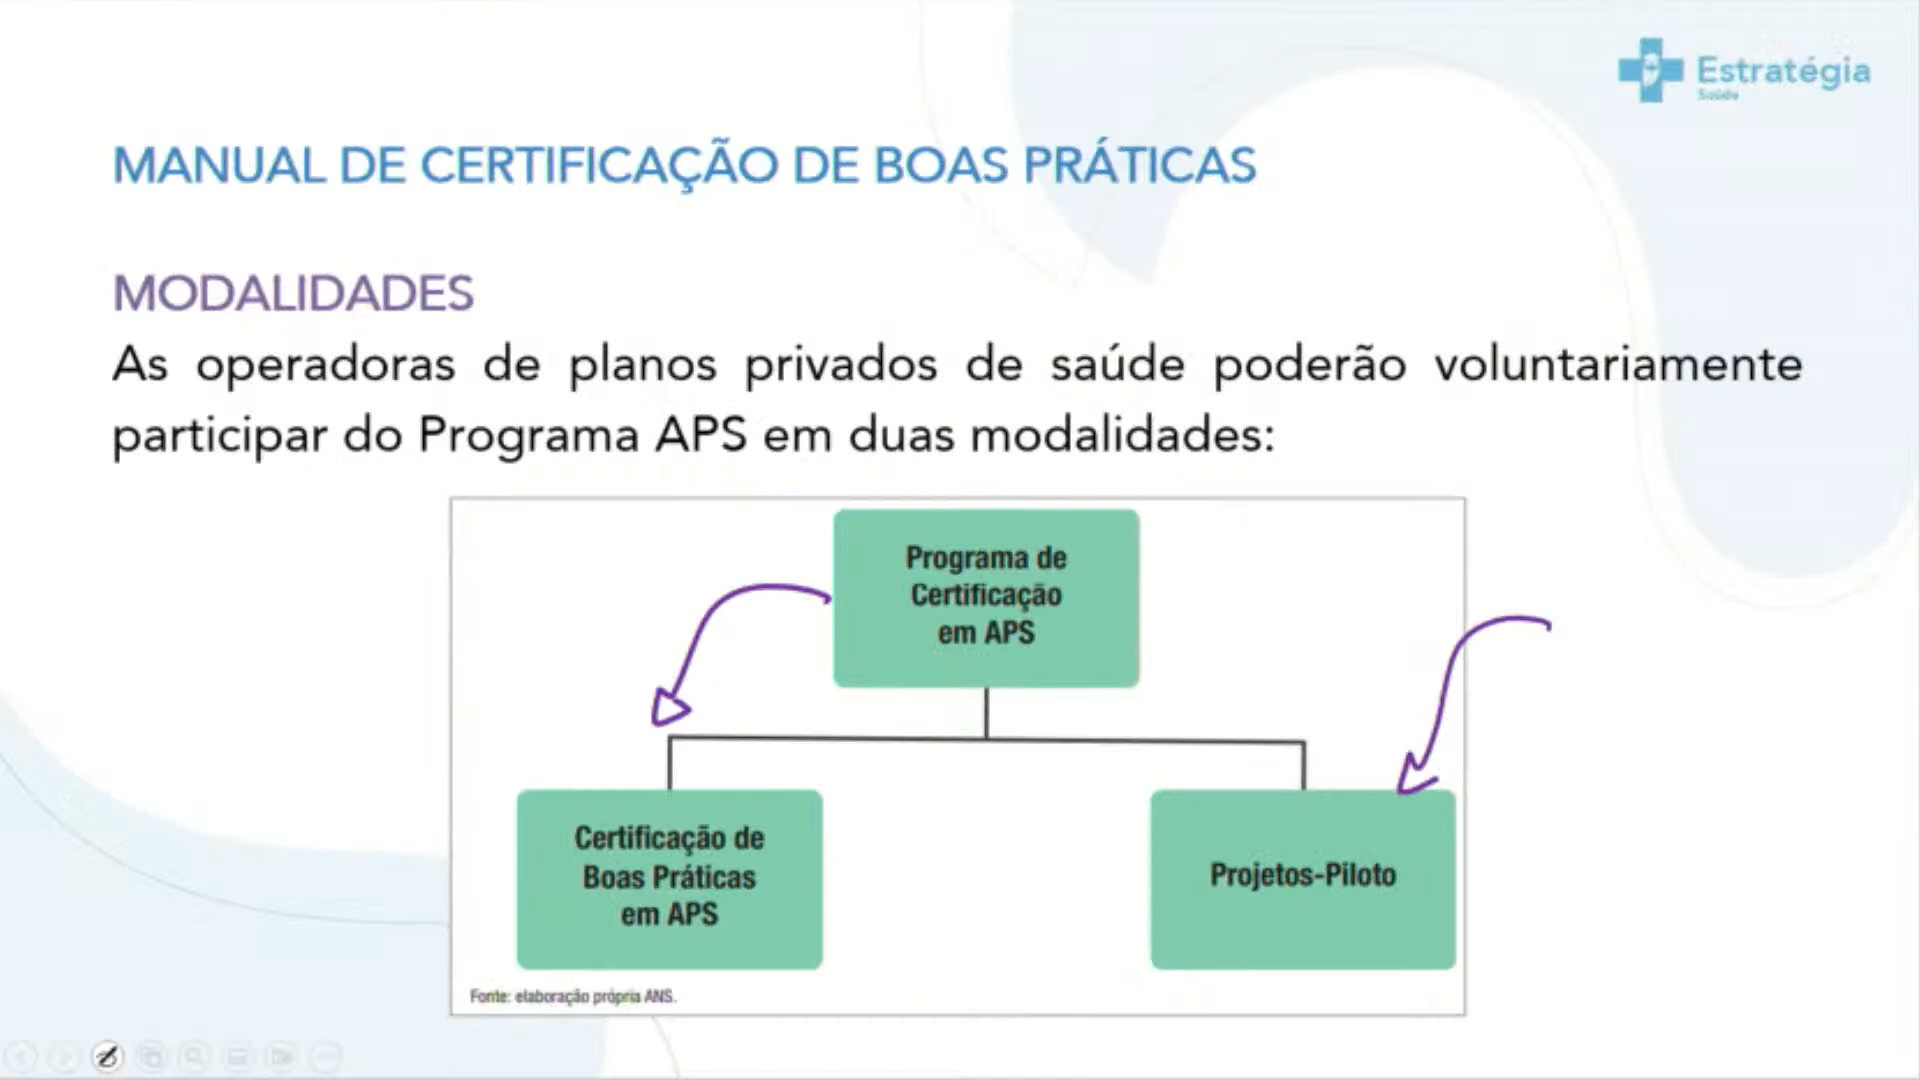 Estratégia
Saúde
MANUAL DE CERTIFICAÇÃO DE BOAS PRÁTICAS
MODALIDADES
As operadoras de planos privados de saúde poderão voluntariamente
participar do Programa APS em duas modalidades:
Programa de
Certificação
em APS
Certificação de
Boas Práticas
em APS
Projetos-Piloto
Fonte: elaboração própria ANS.